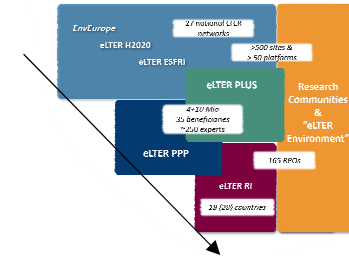 27 national LTER
networks
EnvEurope
eLTER H2020
eLTER ESFRI
>500 sites &
> 50 platforms
eLTER PLUS
Research
Communities
&
"eLTER
Environment"
4+10 Mio
35 beneficiaries
~250 experts
eLTER PPP
165 RPOs
eLTER RI
18 (28) countries